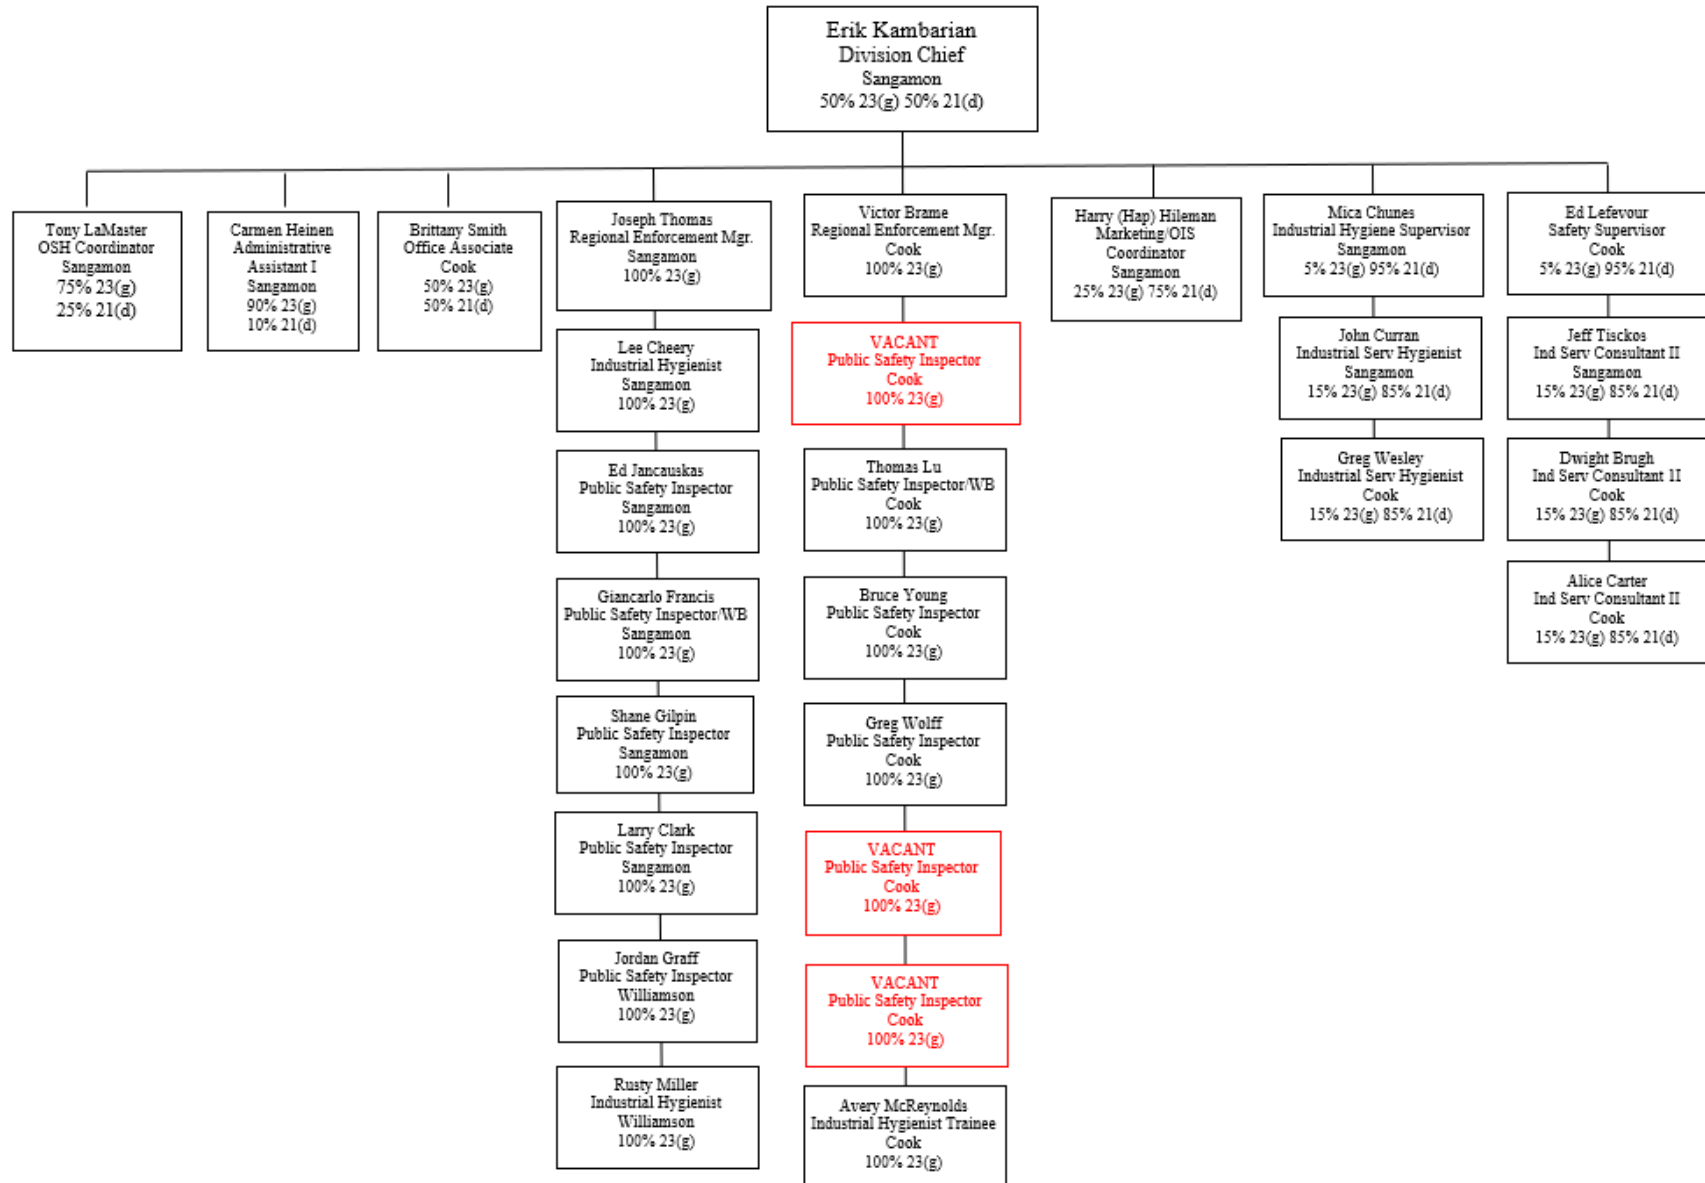 Erik Kambarian
Division Chief
Sangamon
50% 23(g) 50% 21(d)
Tony LaMaster
OSH Coordinator
Sangamon
75% 23(g)
25% 21(d)
Carmen Heinen
Administrative
Assistant I
Sangamon
90% 23(g)
10% 21(d)
Brittany Smith
Office Associate
Cook
50% 23(g)
50% 21(d)
Joseph Thomas
Regional Enforcement Mgr.
Sangamon
100% 23(g)
Lee Cheery
Industrial Hygienist
Sangamon
100% 23(g)
Ed Jancauskas
Public Safety Inspector
Sangamon
100% 23(g)
Giancarlo Francis
Public Safety Inspector/WB
Sangamon
100% 23(g)
Shane Gilpin
Public Safety Inspector
Sangamon
100% 23(g)
Larry Clark
Public Safety Inspector
Sangamon
100% 23(g)
Jordan Graff
Public Safety Inspector
Williamson
100% 23(g)
Rusty Miller
Industrial Hygienist
Williamson
100% 23(g)
Victor Brame
Regional Enforcement Mgr.
Cook
100% 23(g)
VACANT
Public Safety Inspector
Cook
100% 23(g)
Thomas Lu
Public Safety Inspector/WB
Cook
100% 23(g)
Bruce Young
Public Safety Inspector
Cook
100% 23(g)
Greg Wolff
Public Safety Inspector
Cook
100% 23(g)
VACANT
Public Safety Inspector
Cook
100% 23(g)
VACANT
Public Safety Inspector
Cook
100% 23(g)
Avery McReynolds
Industrial Hygienist Trainee
Cook
100% 23(g)
Harry (Hap) Hileman
Marketing/OIS
Coordinator
Sangamon
25% 23(g) 75% 21(d)
Mica Chunes
Industrial Hygiene Supervisor
Sangamon
5% 23(g) 95% 21(d)
John Curran
Industrial Serv Hygienist
Sangamon
15% 23(g) 85% 21(d)
Greg Wesley
Industrial Serv Hygienist
Cook
15% 23(g) 85% 21(d)
Ed Lefevour
Safety Supervisor
Cook
5% 23(g) 95% 21(d)
Jeff Tisckos
Ind Serv Consultant II
Sangamon
15% 23(g) 85% 21(d)
Dwight Brugh
Ind Serv Consultant 1I
Cook
15% 23(g) 85% 21(d)
Alice Carter
Ind Serv Consultant II
Cook
15% 23(g) 85% 21(d)